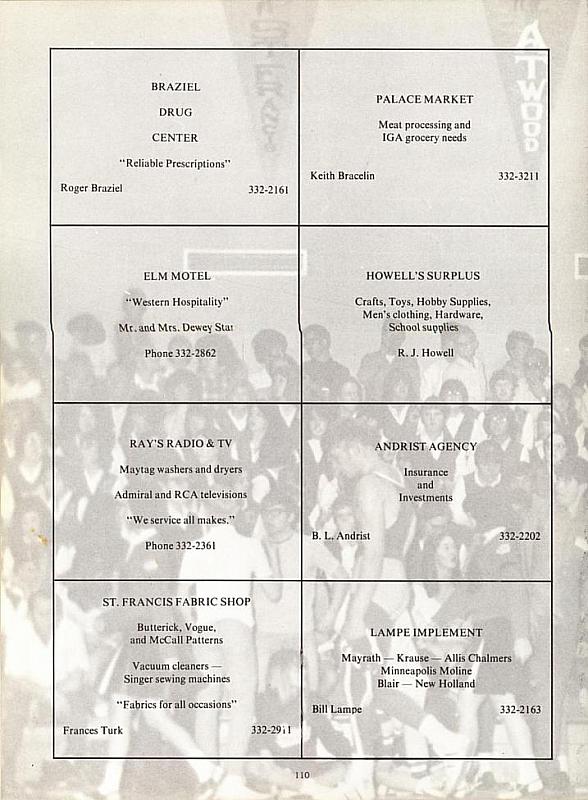 ATWOOD
BRAZIEL
DRUG
CENTER
“Reliable Prescriptions”
Roger Braziel 332-2161
PALACE MARKET
Meat processing and
IGA grocery needs
Keith Bracelin 332-3211
ELM MOTEL
“Western Hospitality”
Mr. and Mrs. Dewey Star
Phone 332-2862
HOWELL'S SURPLUS
Crafts, Toys, Hobby Supplies,
Men's clothing, Hardware,
School supplies
R. J. Howell
RAY'S RADIO & TV
Maytag washers and dryers
Admiral and RCA televisions
“We service all makes.”
Phone 332-2361
ANDRIST AGENCY
Insurance
and
Investments
B. L. Andrist 332-2202
ST. FRANCIS FABRIC SHOP
Butterick, Vogue,
and McCall Patterns
Vacuum cleaners —
Singer sewing machines
“Fabrics for all occasions”
Frances Turk 332-2911
LAMPE IMPLEMENT
Mayrath — Krause — Allis Chalmers
Minneapolis Moline
Blair — New Holland
Bill Lampe 332-2163
110